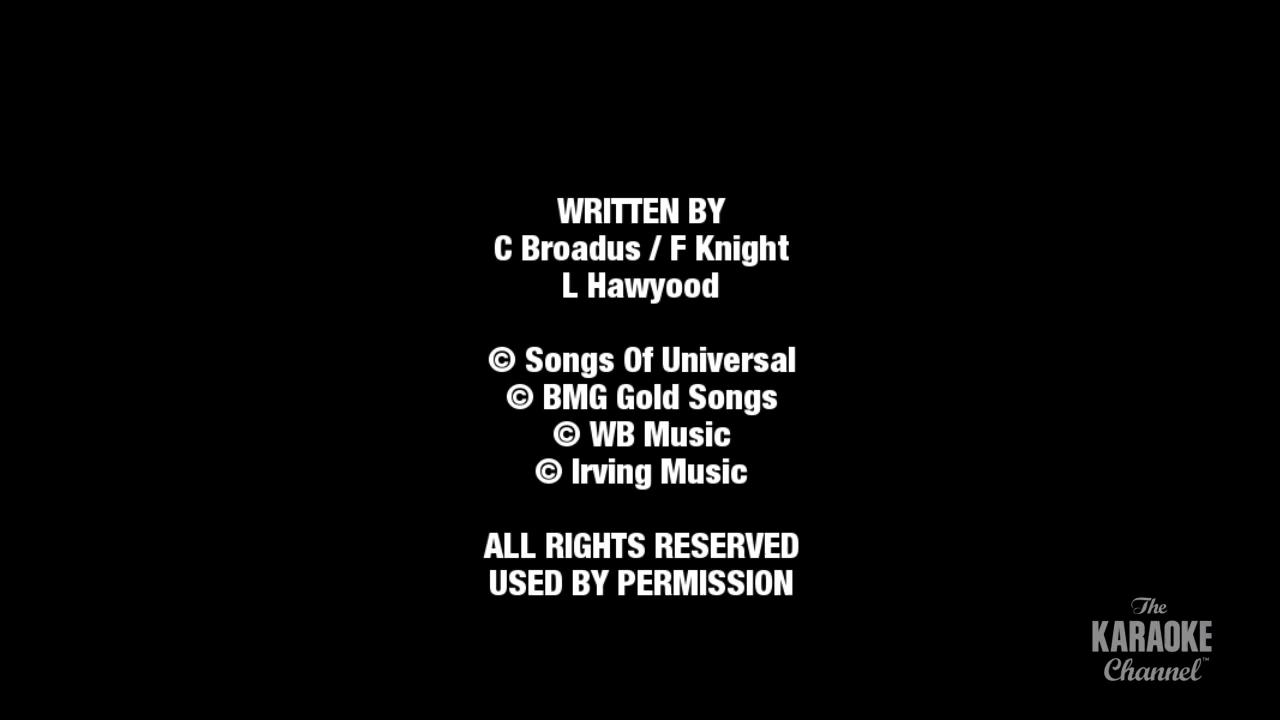 WRITTEN BY
C Broadus / F Knight
L Hawyood
© Songs Of Universal
© BMG Gold Songs
© WB Music
© Irving Music
ALL RIGHTS RESERVED
USED BY PERMISSION
The
KARAOKE
Channel™